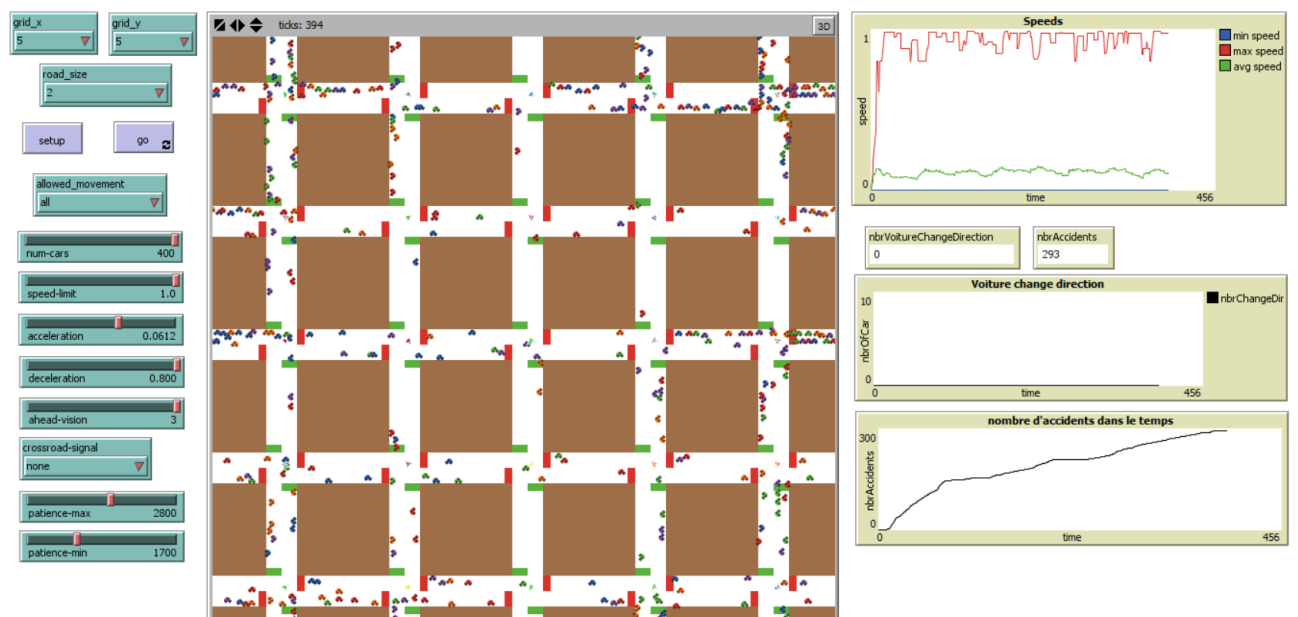 grid_x
5
grid_y
5
road_size
2
setup
go
allowed_movement
all
num-cars 400
speed-limit 1.0
acceleration 0.0612
deceleration 0.800
ahead-vision 3
crossroad-signal
none
patience-max 2800
patience-min 1700
ticks: 394
3D
Speeds
1
speed
0
0
time
456
min speed
max speed
avg speed
nbrVoitureChangeDirection
0
nbrAccidents
293
Voiture change direction
10
nbrOfCar
0
0
time
456
nbrChangeDir
nombre d'accidents dans le temps
300
nbrAccidents
0
0
time
456